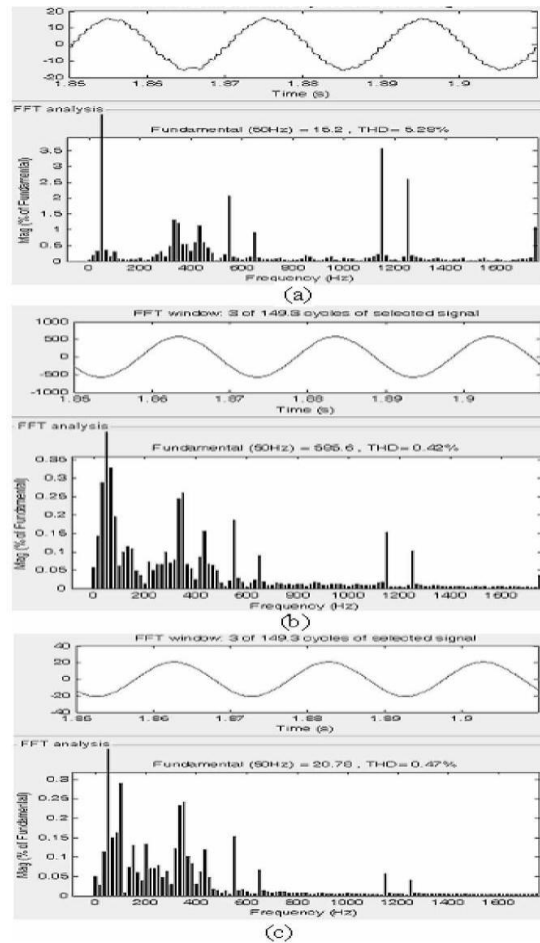 20
10
0
-10
-20
1.85 1.86 1.87 1.88 1.89 1.9
Time (s)
FFT analysis
Fundamental (50Hz) = 15.2 , THD= 5.29%
Mag (% of Fundamental)
3.5
3
2.5
2
1.5
1
0.5
0
0 200 400 600 800 1000 1200 1400 1600
Frequency (Hz)
(a)
FFT window: 3 of 149.3 cycles of selected signal
1000
500
0
-500
-1000
1.85 1.86 1.87 1.88 1.89 1.9
Time (s)
FFT analysis
Fundamental (50Hz) = 595.6 , THD= 0.42%
Mag (% of Fundamental)
0.35
0.3
0.25
0.2
0.15
0.1
0.05
0
0 200 400 600 800 1000 1200 1400 1600
Frequency (Hz)
(b)
FFT window: 3 of 149.3 cycles of selected signal
40
20
0
-20
-40
1.85 1.86 1.87 1.88 1.89 1.9
Time (s)
FFT analysis
Fundamental (50Hz) = 20.78 , THD= 0.47%
Mag (% of Fundamental)
0.3
0.25
0.2
0.15
0.1
0.05
0
0 200 400 600 800 1000 1200 1400 1600
Frequency (Hz)
(c)